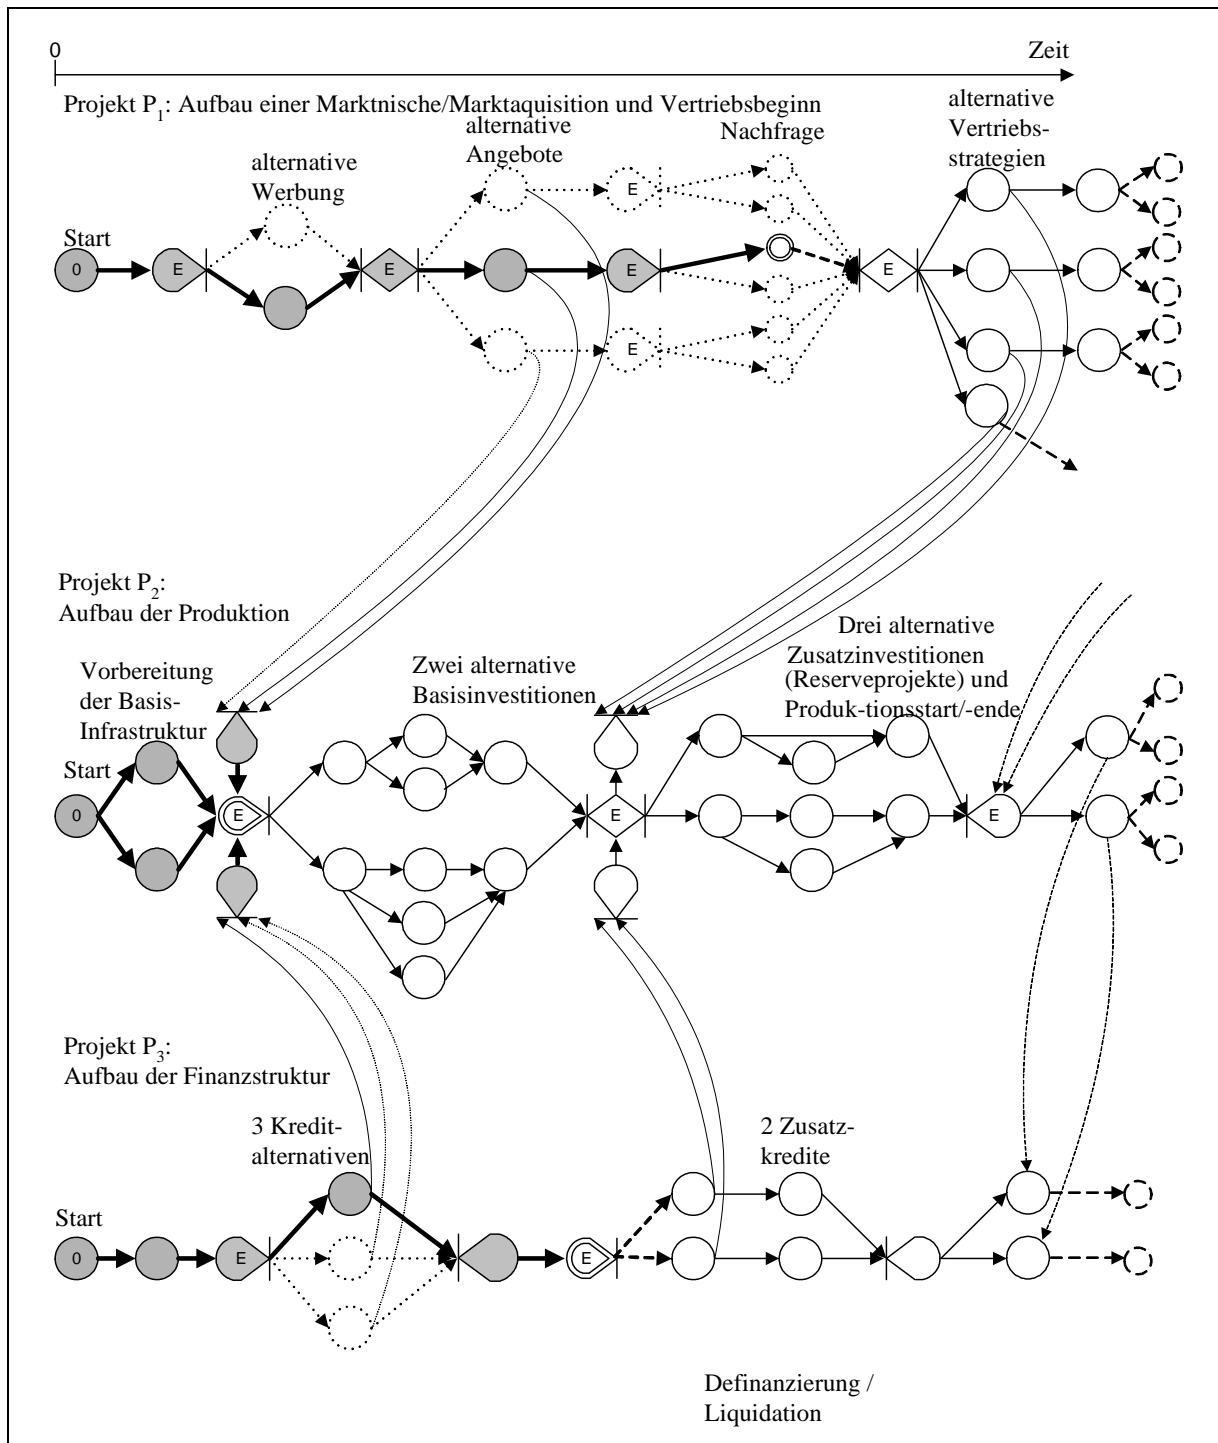 0
Zeit
Projekt P1: Aufbau einer Marktnische/Marktaquisition und Vertriebsbeginn
alternative
Werbung
alternative
Angebote
Nachfrage
alternative
Vertriebs-
strategien
Start
0
E
E
E
E
E
E
Projekt P2:
Aufbau der Produktion
Vorbereitung
der Basis-
Infrastruktur
Start
0
E
Zwei alternative
Basisinvestitionen
E
Drei alternative
Zusatzinvestitionen
(Reserveprojekte) und
Produk-tionsstart/-ende
E
Projekt P3:
Aufbau der Finanzstruktur
3 Kredit-
alternativen
2 Zusatz-
kredite
Start
0
E
E
Definanzierung /
Liquidation